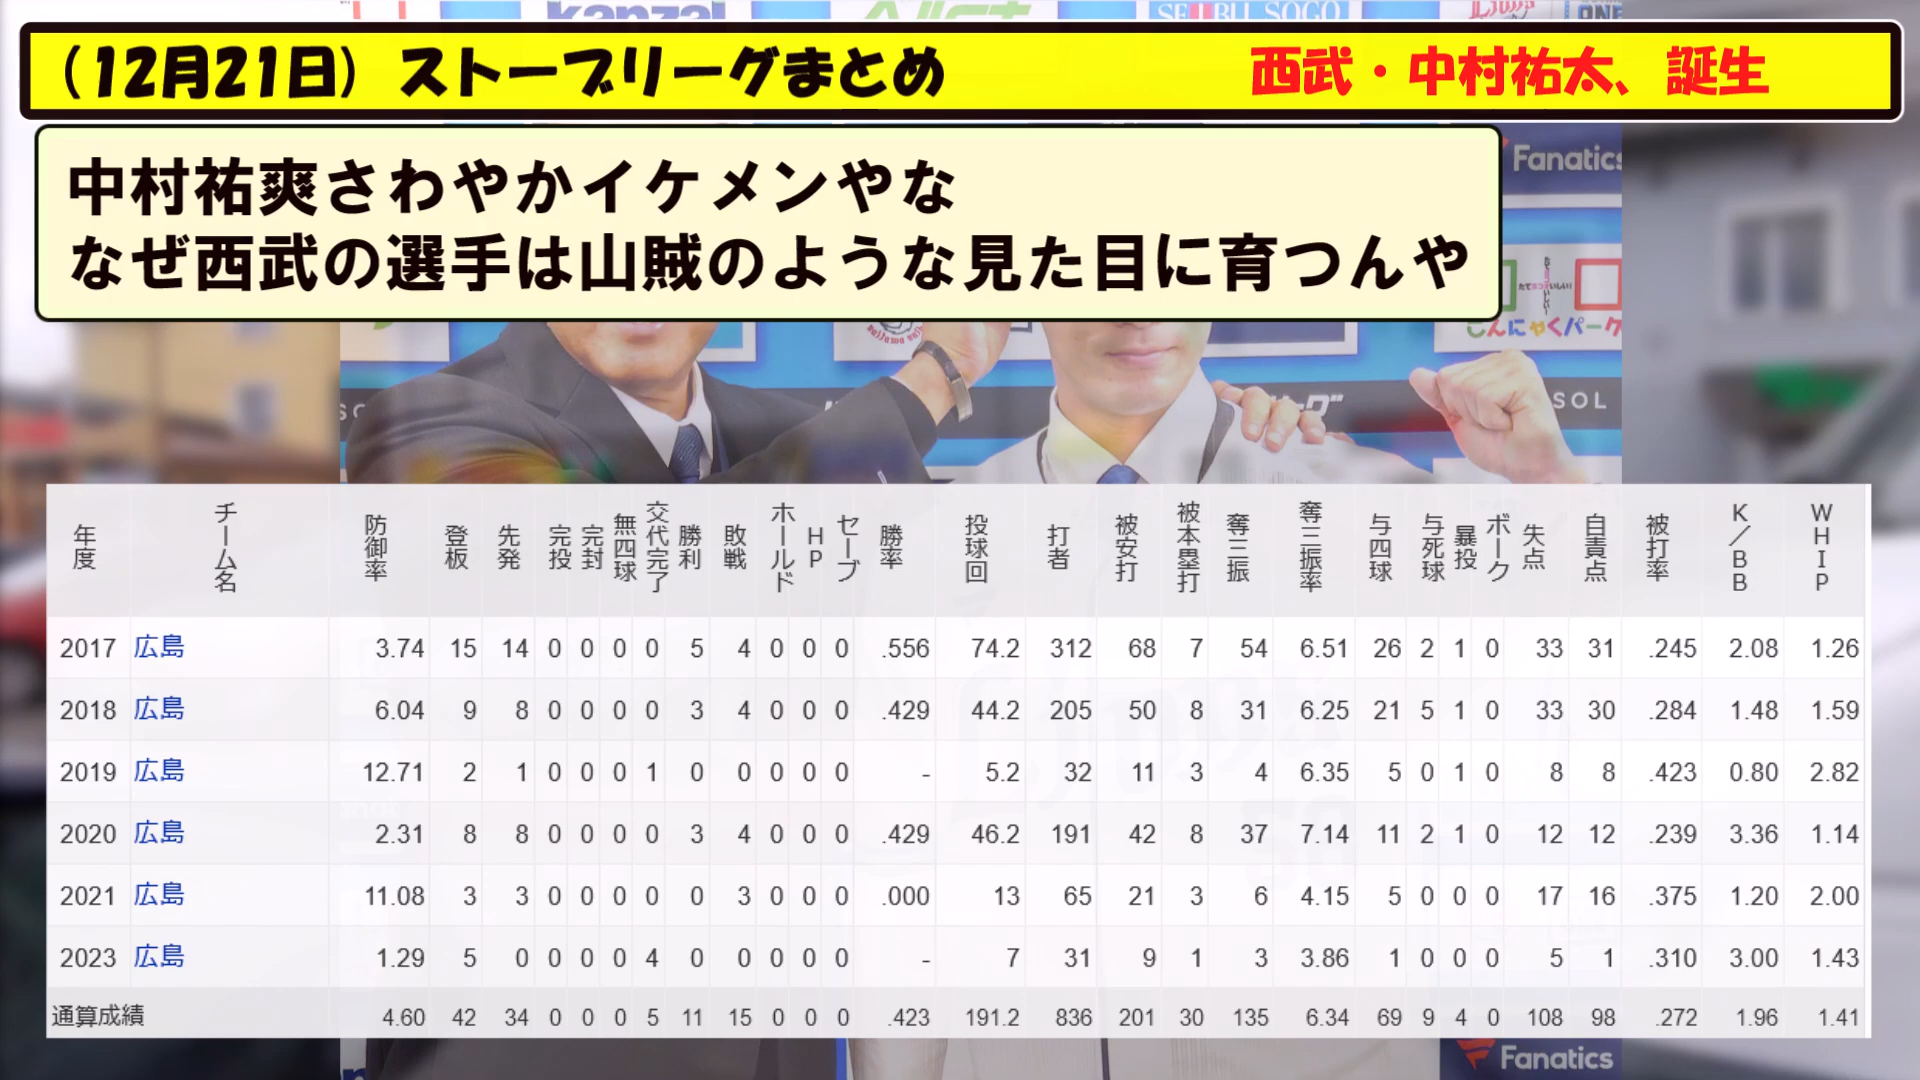 kanzai
SEIBU SOGO
(12月21日) ストーブリーグまとめ 西武・中村祐太、誕生
中村祐爽さわやかイケメンやな
なぜ西武の選手は山賊のような見た目に育つんや
Fanatics
こんにゃくパーク
SOL
年度 チーム名 防御率 登板 先発 完投 完封 無四球 交代完了 勝利 敗戦 ホールド HP セーブ 勝率 投球回 打者 被安打 被本塁打 奪三振 奪三振率 与四球 与死球 暴投 ボーク 失点 自責点 被打率 K/BB WHIP
2017 広島 3.74 15 14 0 0 0 0 5 4 0 0 0 .556 74.2 312 68 7 54 6.51 26 2 1 0 33 31 .245 2.08 1.26
2018 広島 6.04 9 8 0 0 0 0 3 4 0 0 0 .429 44.2 205 50 8 31 6.25 21 5 1 0 33 30 .284 1.48 1.59
2019 広島 12.71 2 1 0 0 0 1 0 0 0 0 0 - 5.2 32 11 3 4 6.35 5 0 1 0 8 8 .423 0.80 2.82
2020 広島 2.31 8 8 0 0 0 0 3 4 0 0 0 .429 46.2 191 42 8 37 7.14 11 2 1 0 12 12 .239 3.36 1.14
2021 広島 11.08 3 3 0 0 0 0 0 3 0 0 0 .000 13 65 21 3 6 4.15 5 0 0 0 17 16 .375 1.20 2.00
2023 広島 1.29 5 0 0 0 0 4 0 0 0 0 0 - 7 31 9 1 3 3.86 1 0 0 0 5 1 .310 3.00 1.43
通算成績 4.60 42 34 0 0 0 5 11 15 0 0 0 .423 191.2 836 201 30 135 6.34 69 9 4 0 108 98 .272 1.96 1.41
Fanatics